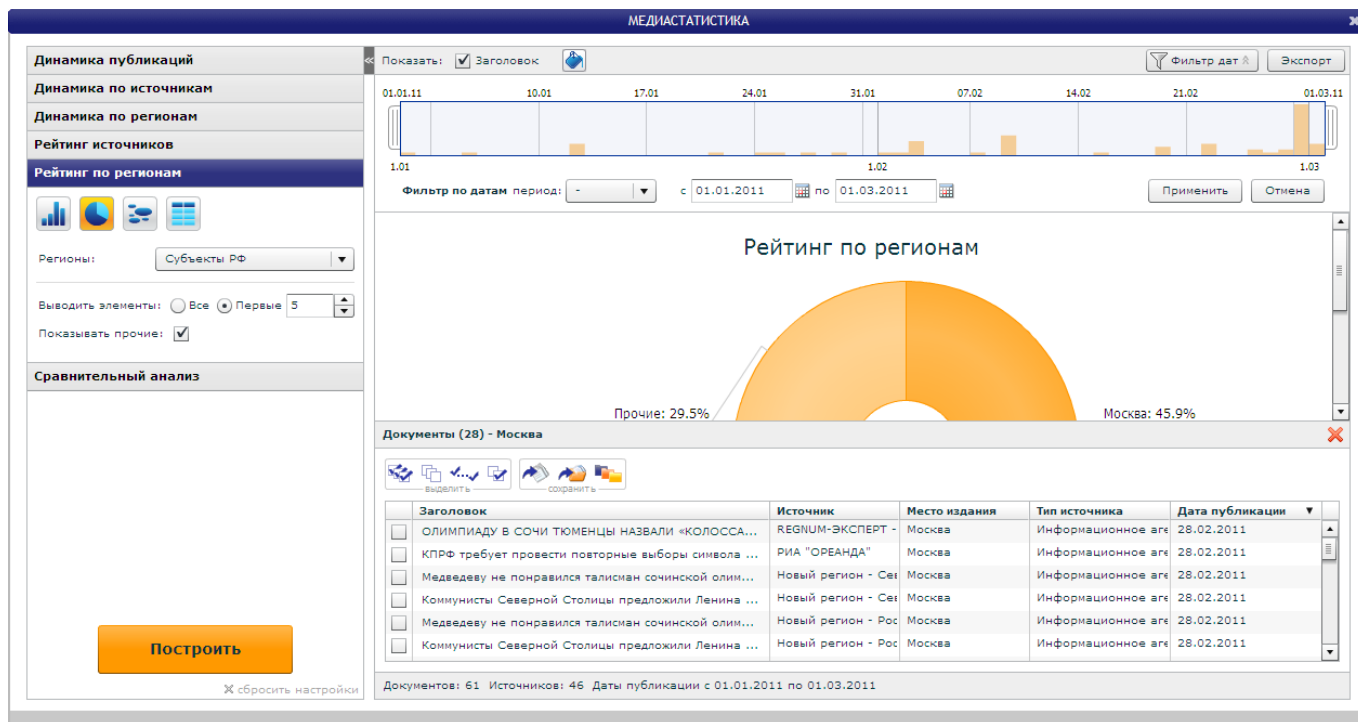 МЕДИАСТАТИСТИКА
Динамика публикаций
Динамика по источникам
Динамика по регионам
Рейтинг источников
Рейтинг по регионам
Регионы: Субъекты РФ
Выводить элементы: Все Первые 5
Показывать прочие:
Сравнительный анализ
Построить
сбросить настройки
Показать: Заголовок Фильтр дат Экспорт
01.01.11 10.01 17.01 24.01 31.01 07.02 14.02 21.02 01.03.11
1.01 1.02 1.03
Фильтр по датам период: - с 01.01.2011 по 01.03.2011 Применить Отмена
Рейтинг по регионам
Прочие: 29.5% Москва: 45.9%
Документы (28) - Москва
выделить сохранить
Заголовок Источник Место издания Тип источника Дата публикации
ОЛИМПИАДУ В СОЧИ ТЮМЕНЦЫ НАЗВАЛИ «КОЛОССА... REGNUM-ЭКСПЕРТ - Москва Информационное аге 28.02.2011
КПРФ требует провести повторные выборы символа ... РИА "ОРЕАНДА" Москва Информационное аге 28.02.2011
Медведеву не понравился талисман сочинской олим... Новый регион - Сев Москва Информационное аге 28.02.2011
Коммунисты Северной Столицы предложили Ленина ... Новый регион - Сев Москва Информационное аге 28.02.2011
Медведеву не понравился талисман сочинской олим... Новый регион - Рос Москва Информационное аге 28.02.2011
Коммунисты Северной Столицы предложили Ленина ... Новый регион - Рос Москва Информационное аге 28.02.2011
Документов: 61 Источников: 46 Даты публикации с 01.01.2011 по 01.03.2011